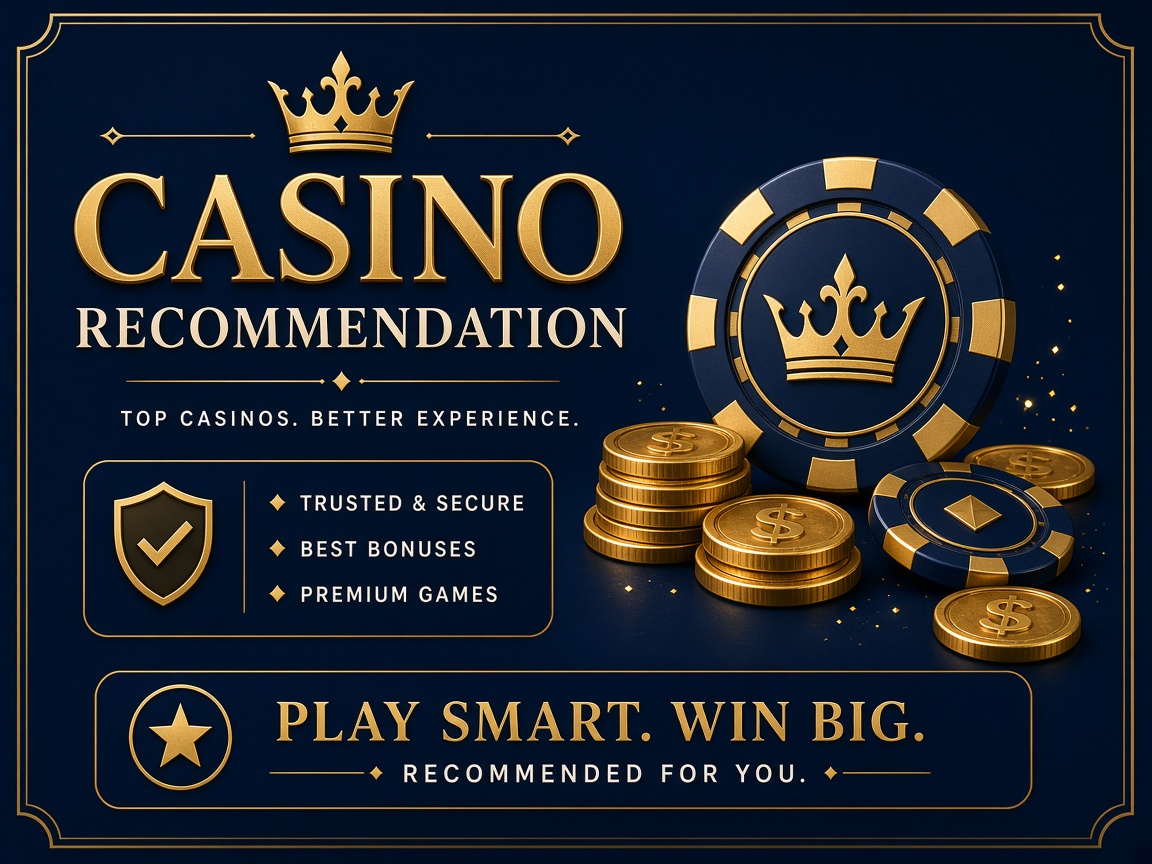 CASINO
RECOMMENDATION
TOP CASINOS. BETTER EXPERIENCE.
TRUSTED & SECURE
BEST BONUSES
PREMIUM GAMES
$
$
$
$
PLAY SMART. WIN BIG.
RECOMMENDED FOR YOU.